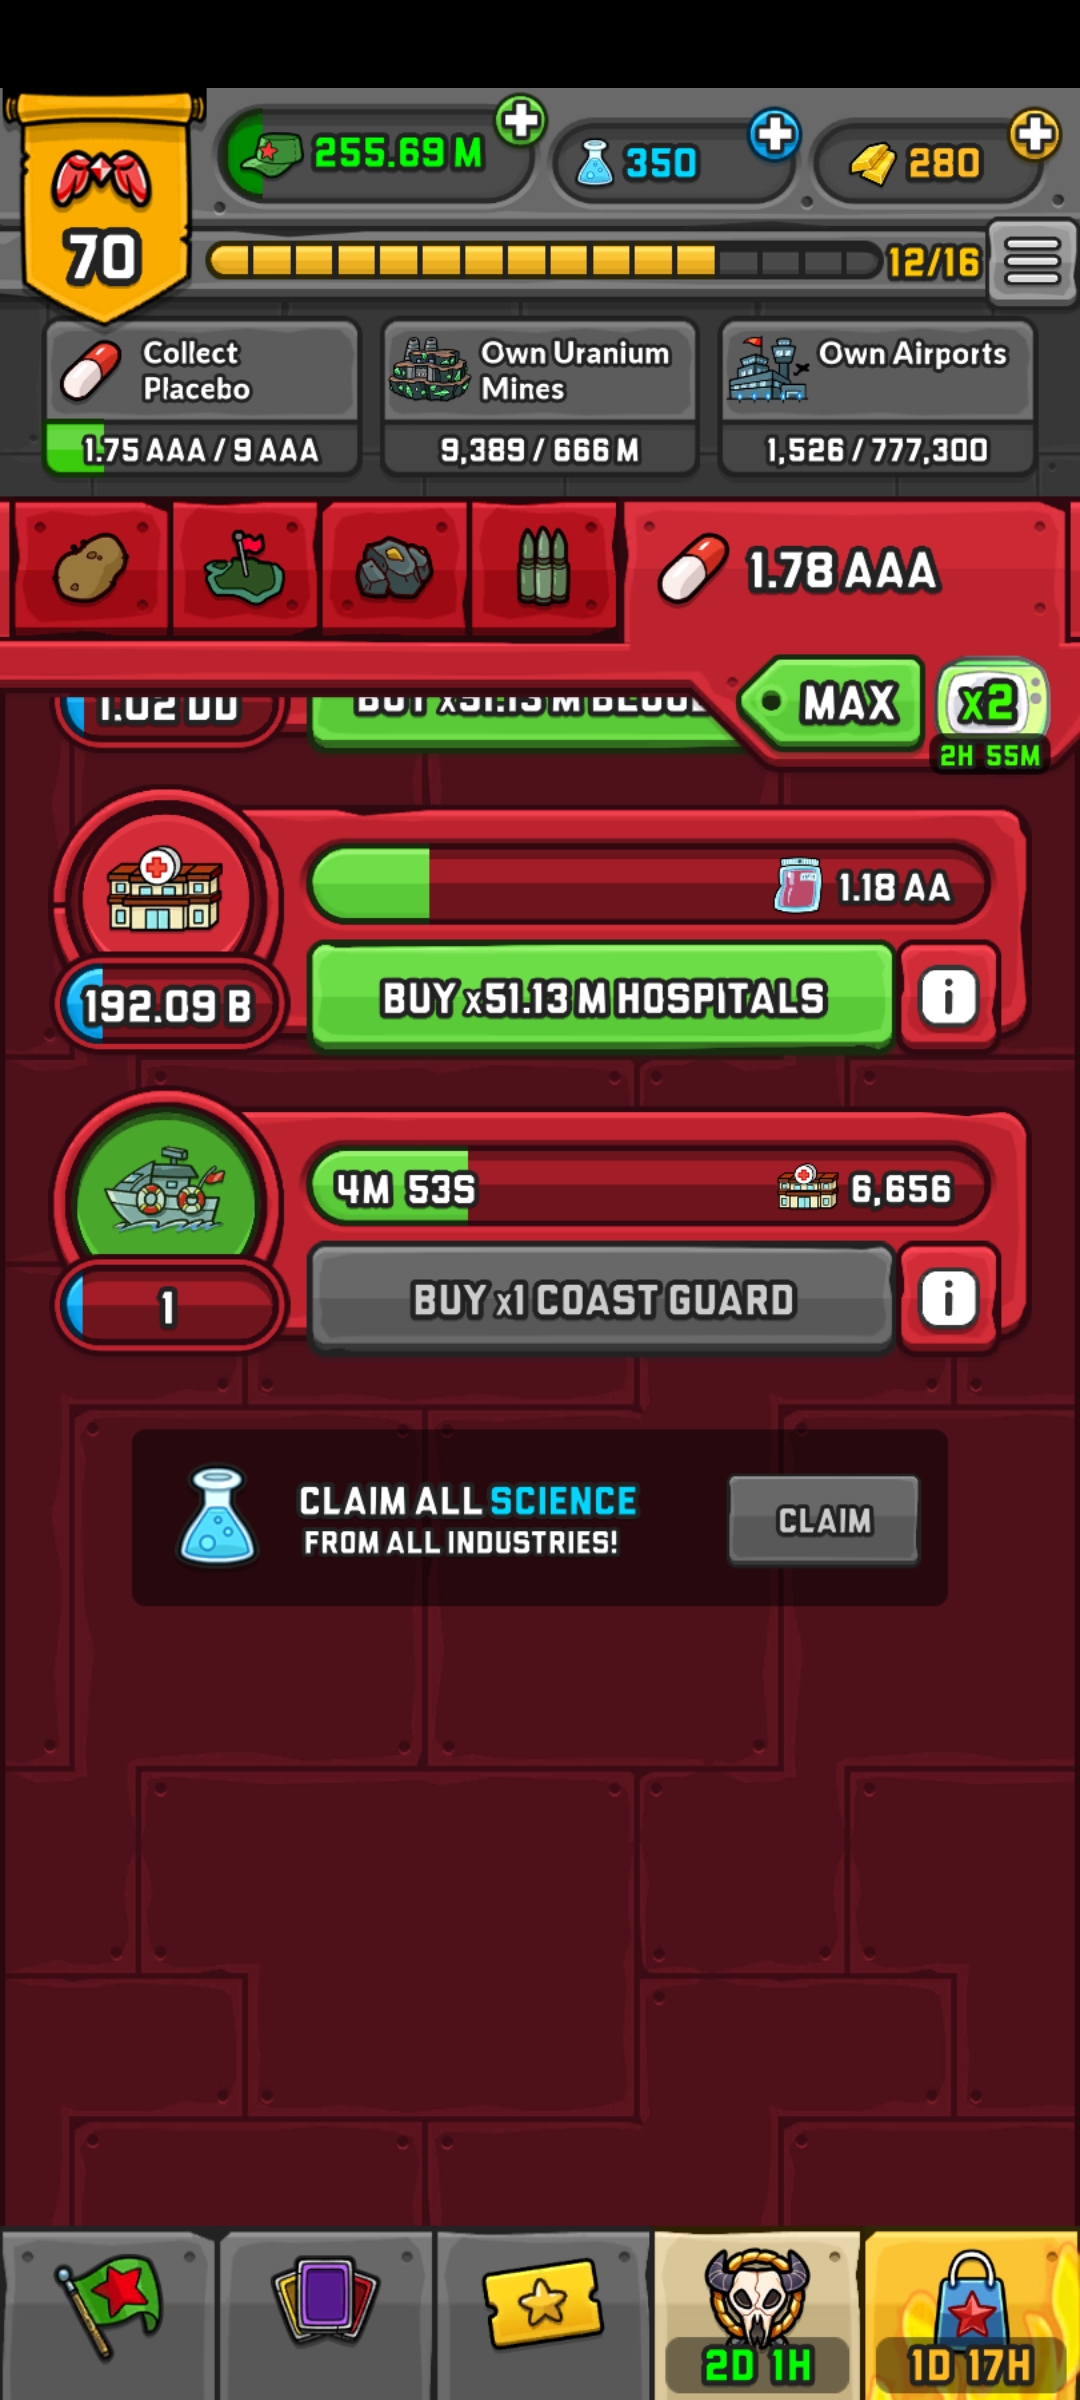 70
255.69 M
350
280
12/16
Collect
Placebo
1.75 AAA / 9 AAA
Own Uranium
Mines
9,389 / 666 M
Own Airports
1,526 / 777,300
1.78 AAA
MAX
x2
2H 55M
1.18 AA
192.09 B
BUY x51.13 M HOSPITALS
i
4M 53S
6,656
1
BUY x1 COAST GUARD
i
CLAIM ALL SCIENCE
FROM ALL INDUSTRIES!
CLAIM
2D 1H
1D 17H